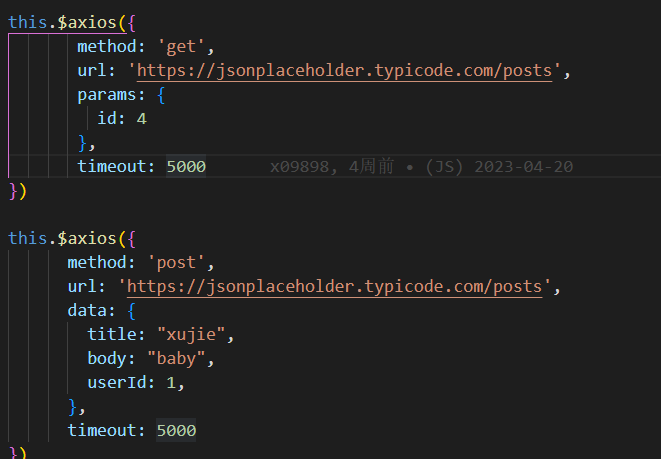 this.$axios({
method: 'get',
url: 'https://jsonplaceholder.typicode.com/posts',
params: {
id: 4
},
timeout: 5000 x09898, 4周前 • (JS) 2023-04-20
})
this.$axios({
method: 'post',
url: 'https://jsonplaceholder.typicode.com/posts',
data: {
title: "xujie",
body: "baby",
userId: 1,
},
timeout: 5000
})